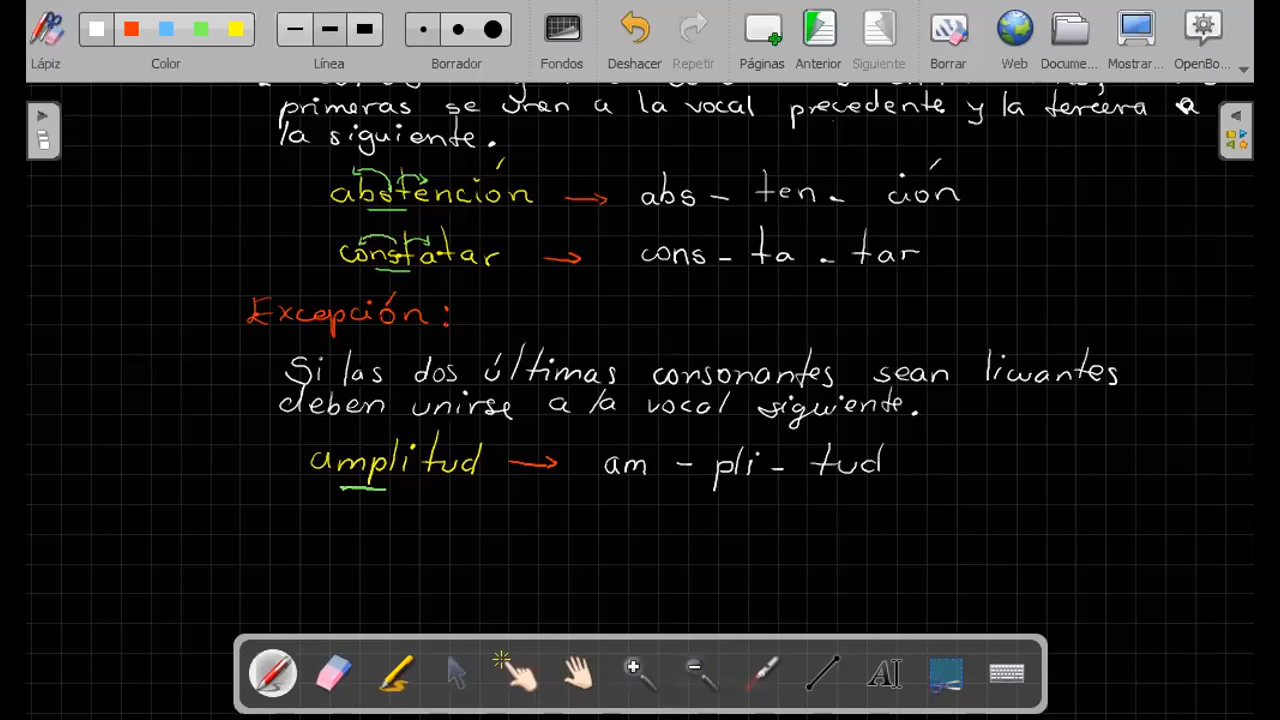 Lápiz Color Línea Borrador Fondos Deshacer Repetir Páginas Anterior Siguiente Borrar Web Docume... Mostrar... OpenBo...
primeras se unen a la vocal precedente y la tercera a
la siguiente.
abstención → abs - ten - ción
constatar → cons - ta - tar
Excepción:
Si las dos últimas consonantes sean licuantes
deben unirse a la vocal siguiente.
amplitud → am - pli - tud